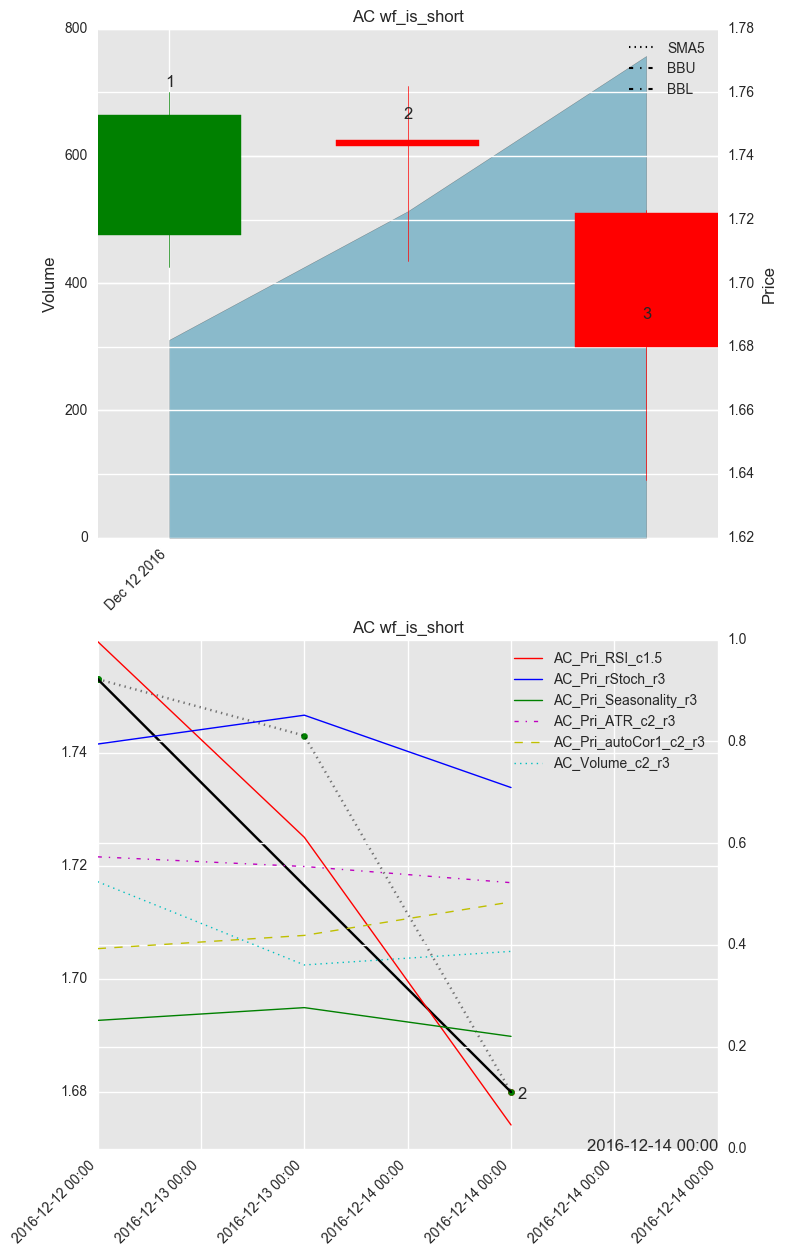 AC wf_is_short
800
600
400
200
0
Volume
1.78
1.76
1.74
1.72
1.70
1.68
1.66
1.64
1.62
Price
SMA5
BBU
BBL
1
2
3
Dec 12 2016
AC wf_is_short
1.74
1.72
1.70
1.68
1.0
0.8
0.6
0.4
0.2
0.0
AC_Pri_RSI_c1.5
AC_Pri_rStoch_r3
AC_Pri_Seasonality_r3
AC_Pri_ATR_c2_r3
AC_Pri_autoCor1_c2_r3
AC_Volume_c2_r3
2
2016-12-14 00:00
2016-12-12 00:00
2016-12-13 00:00
2016-12-13 00:00
2016-12-14 00:00
2016-12-14 00:00
2016-12-14 00:00
2016-12-14 00:00